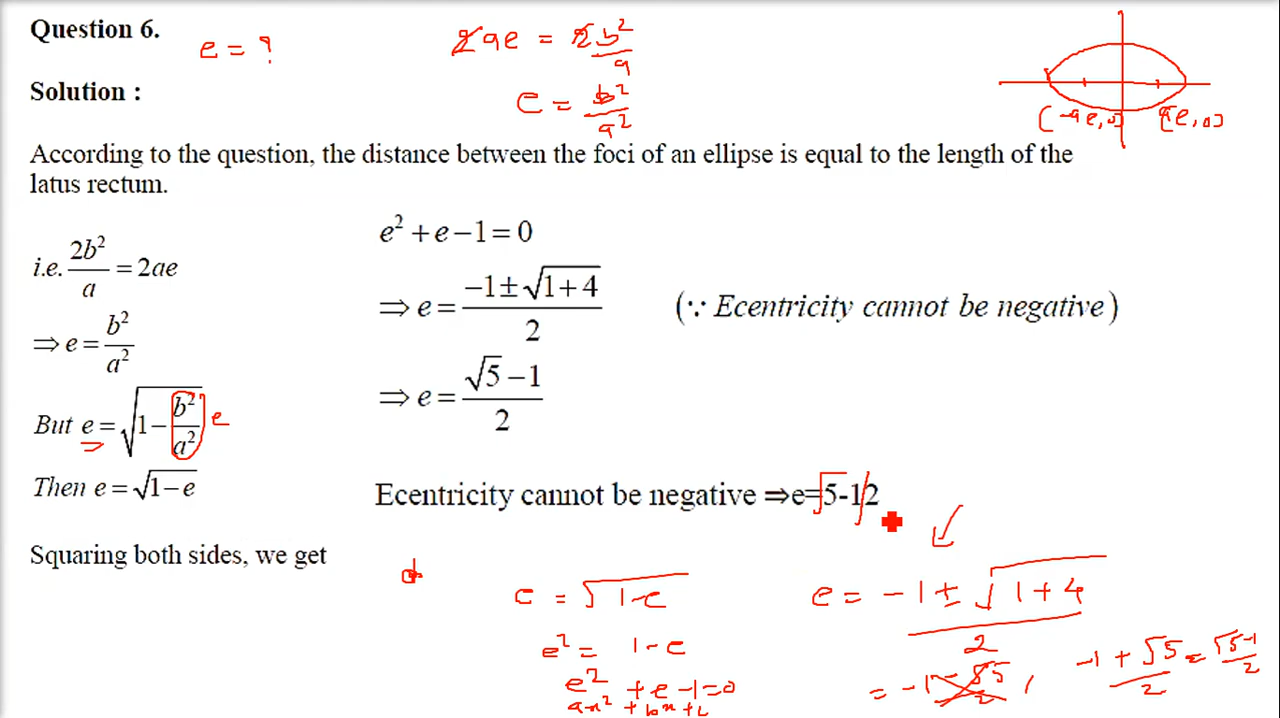 Question 6.
e = ?
2ae = 2b²/a
Solution :
e = b²/a²
(-ae, 0) (ae, 0)
According to the question, the distance between the foci of an ellipse is equal to the length of the
latus rectum.
i.e. 2b²/a = 2ae
⇒ e = b²/a²
But e = √(1 − b²/a²) e
Then e = √(1−e)
Squaring both sides, we get
e² + e − 1 = 0
⇒ e = (−1 ± √(1+4))/2 (∵ Ecentricity cannot be negative)
⇒ e = (√5 − 1)/2
Ecentricity cannot be negative ⇒e=√5-1/2
e = √(1-e)
e² = 1-e
e² + e -1=0
ax² + bx + c
e = (-1 ± √(1+4))/2
= (-1 - √5)/2 , (-1 + √5)/2 = (√5-1)/2